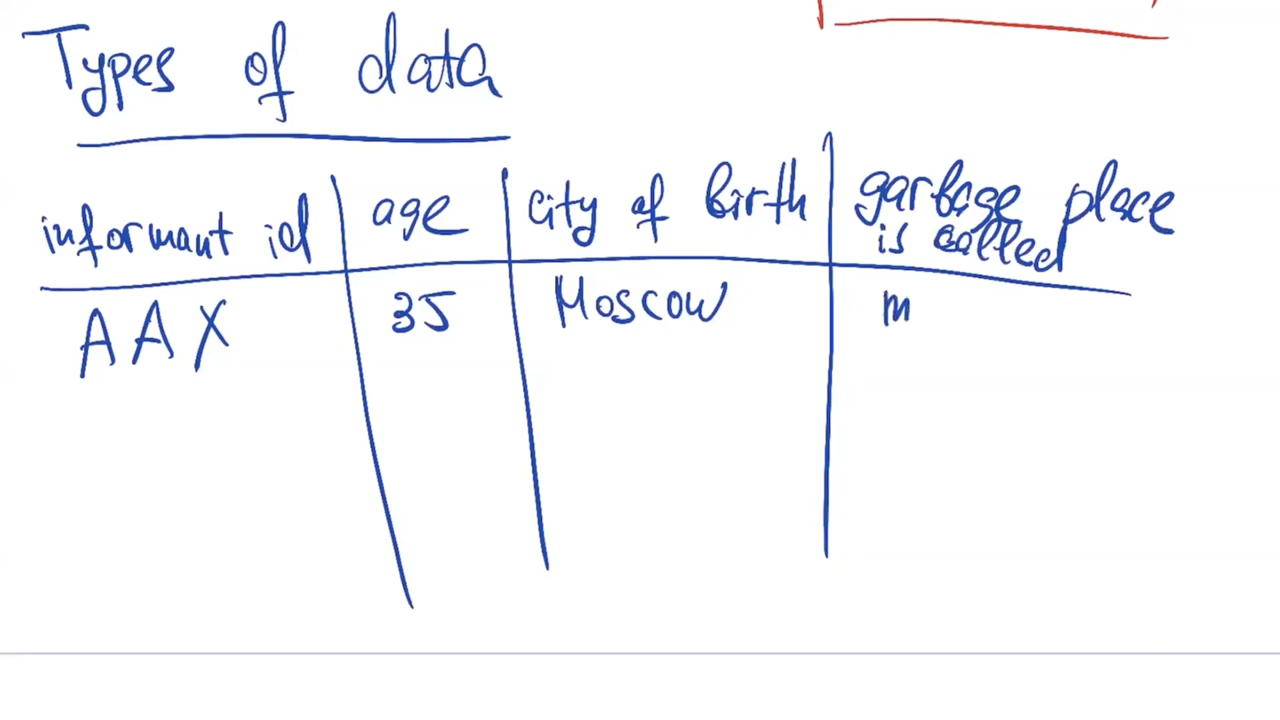 Types of data
informant id age city of birth garbage place
is called
AAX 35 Moscow m